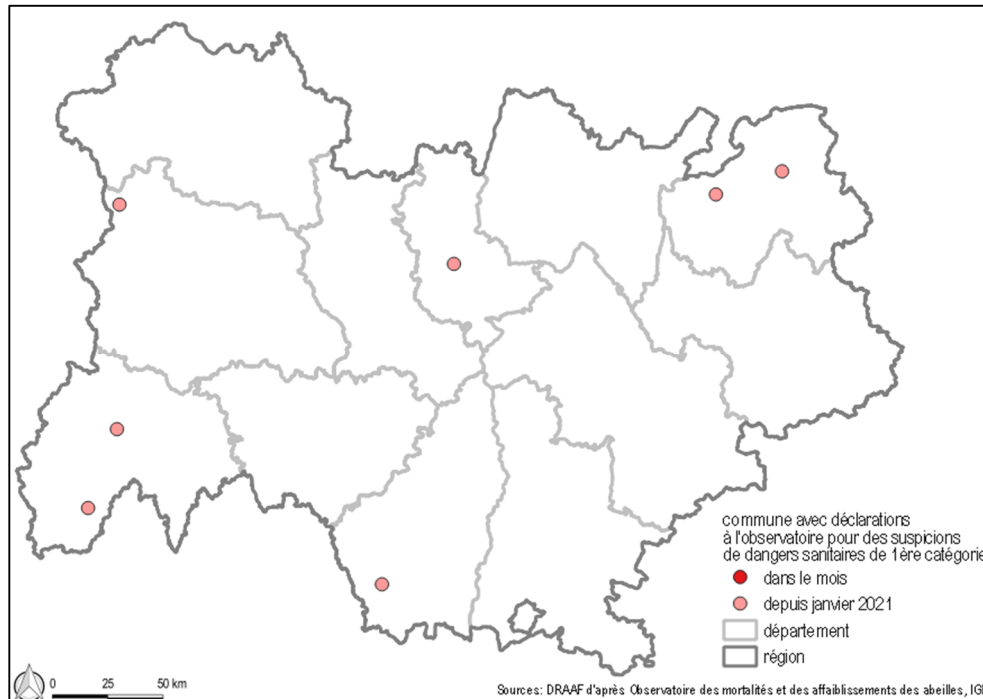 commune avec déclarations
à l'observatoire pour des suspicions
de dangers sanitaires de 1ère catégorie
dans le mois
depuis janvier 2021
département
région
0 25 50 km
Sources: DRAAF d'après Observatoire des mortalités et des affaiblissements des abeilles, IG